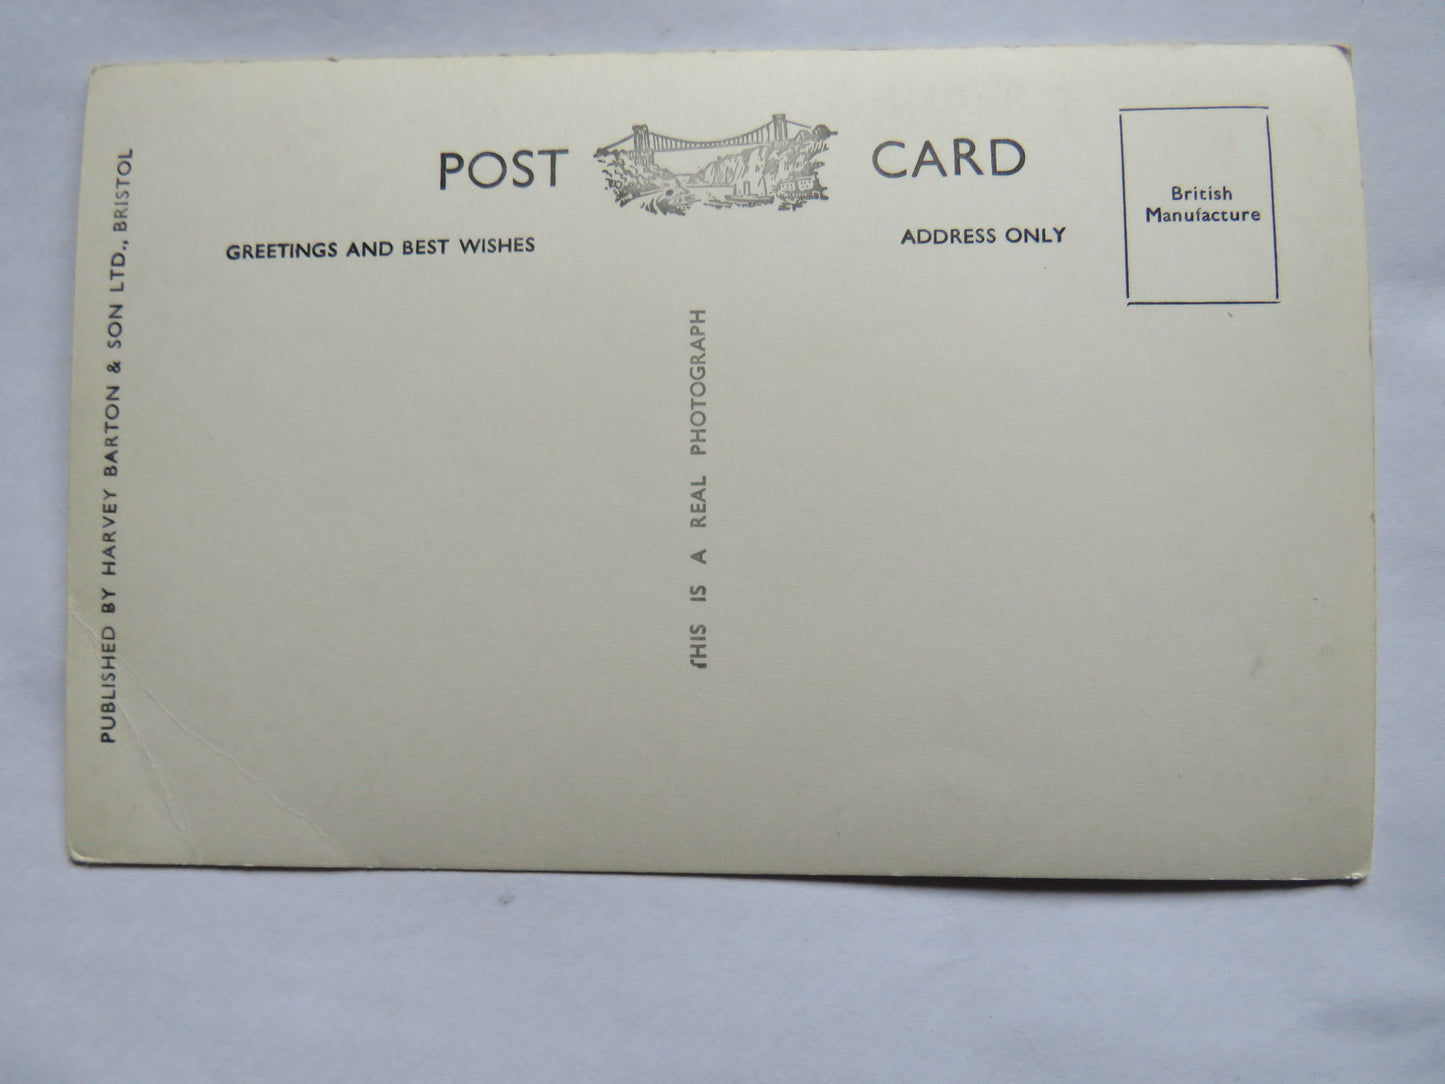 POST CARD
GREETINGS AND BEST WISHES
ADDRESS ONLY
British
Manufacture
PUBLISHED BY HARVEY BARTON & SON LTD., BRISTOL
THIS IS A REAL PHOTOGRAPH